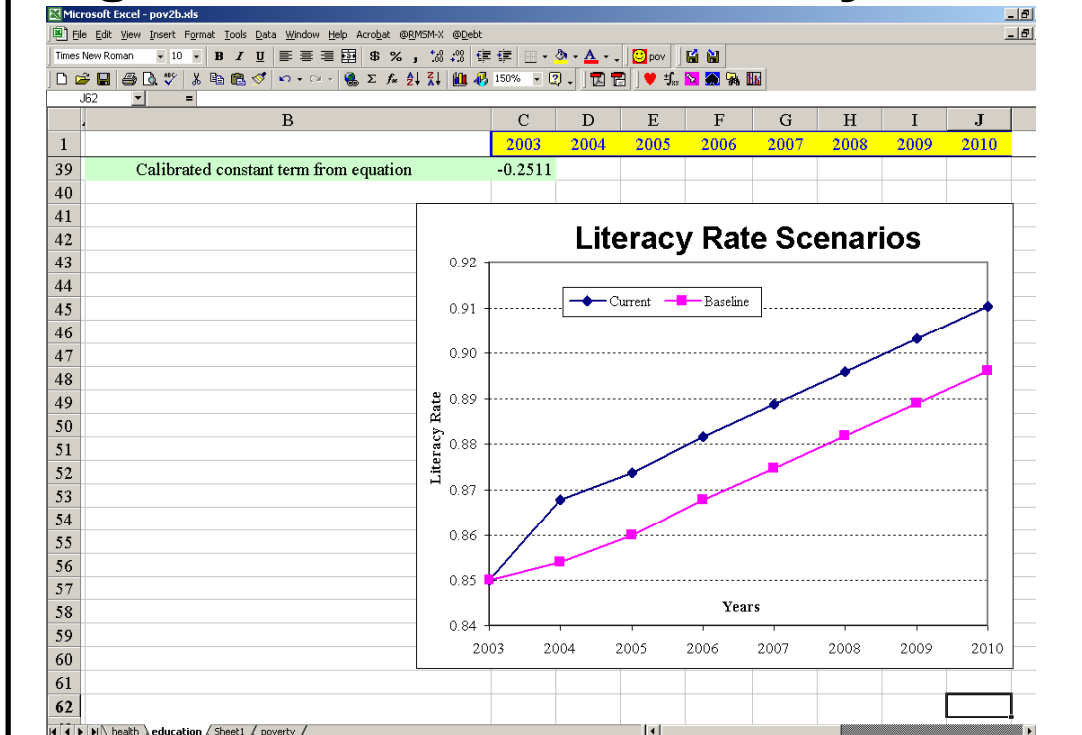 Microsoft Excel - pov2b.xls
File Edit View Insert Format Tools Data Window Help Acrobat @RMSM-X @Debt
Times New Roman 10 B I U $ % , pov
150%
J62 =
B C D E F G H I J
1 2003 2004 2005 2006 2007 2008 2009 2010
39 Calibrated constant term from equation -0.2511
40
41
42
43
44
45
46
47
48
49
50
51
52
53
54
55
56
57
58
59
60
61
62
Literacy Rate Scenarios
Current Baseline
0.92
0.91
0.90
0.89
0.88
0.87
0.86
0.85
0.84
Literacy Rate
Years
2003 2004 2005 2006 2007 2008 2009 2010
health education Sheet1 poverty